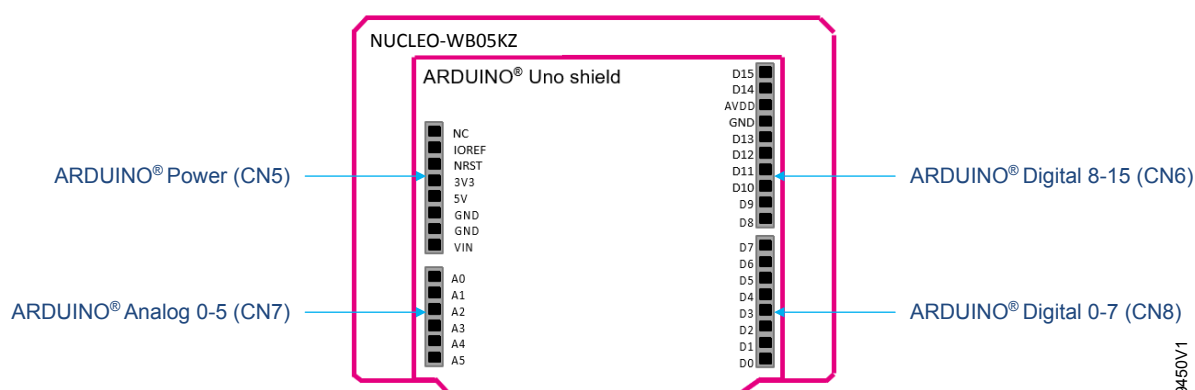 NUCLEO-WB05KZ
ARDUINO® Uno shield
NC
IOREF
NRST
3V3
5V
GND
GND
VIN
A0
A1
A2
A3
A4
A5
D15
D14
AVDD
GND
D13
D12
D11
D10
D9
D8
D7
D6
D5
D4
D3
D2
D1
D0
ARDUINO® Power (CN5)
ARDUINO® Analog 0-5 (CN7)
ARDUINO® Digital 8-15 (CN6)
ARDUINO® Digital 0-7 (CN8)